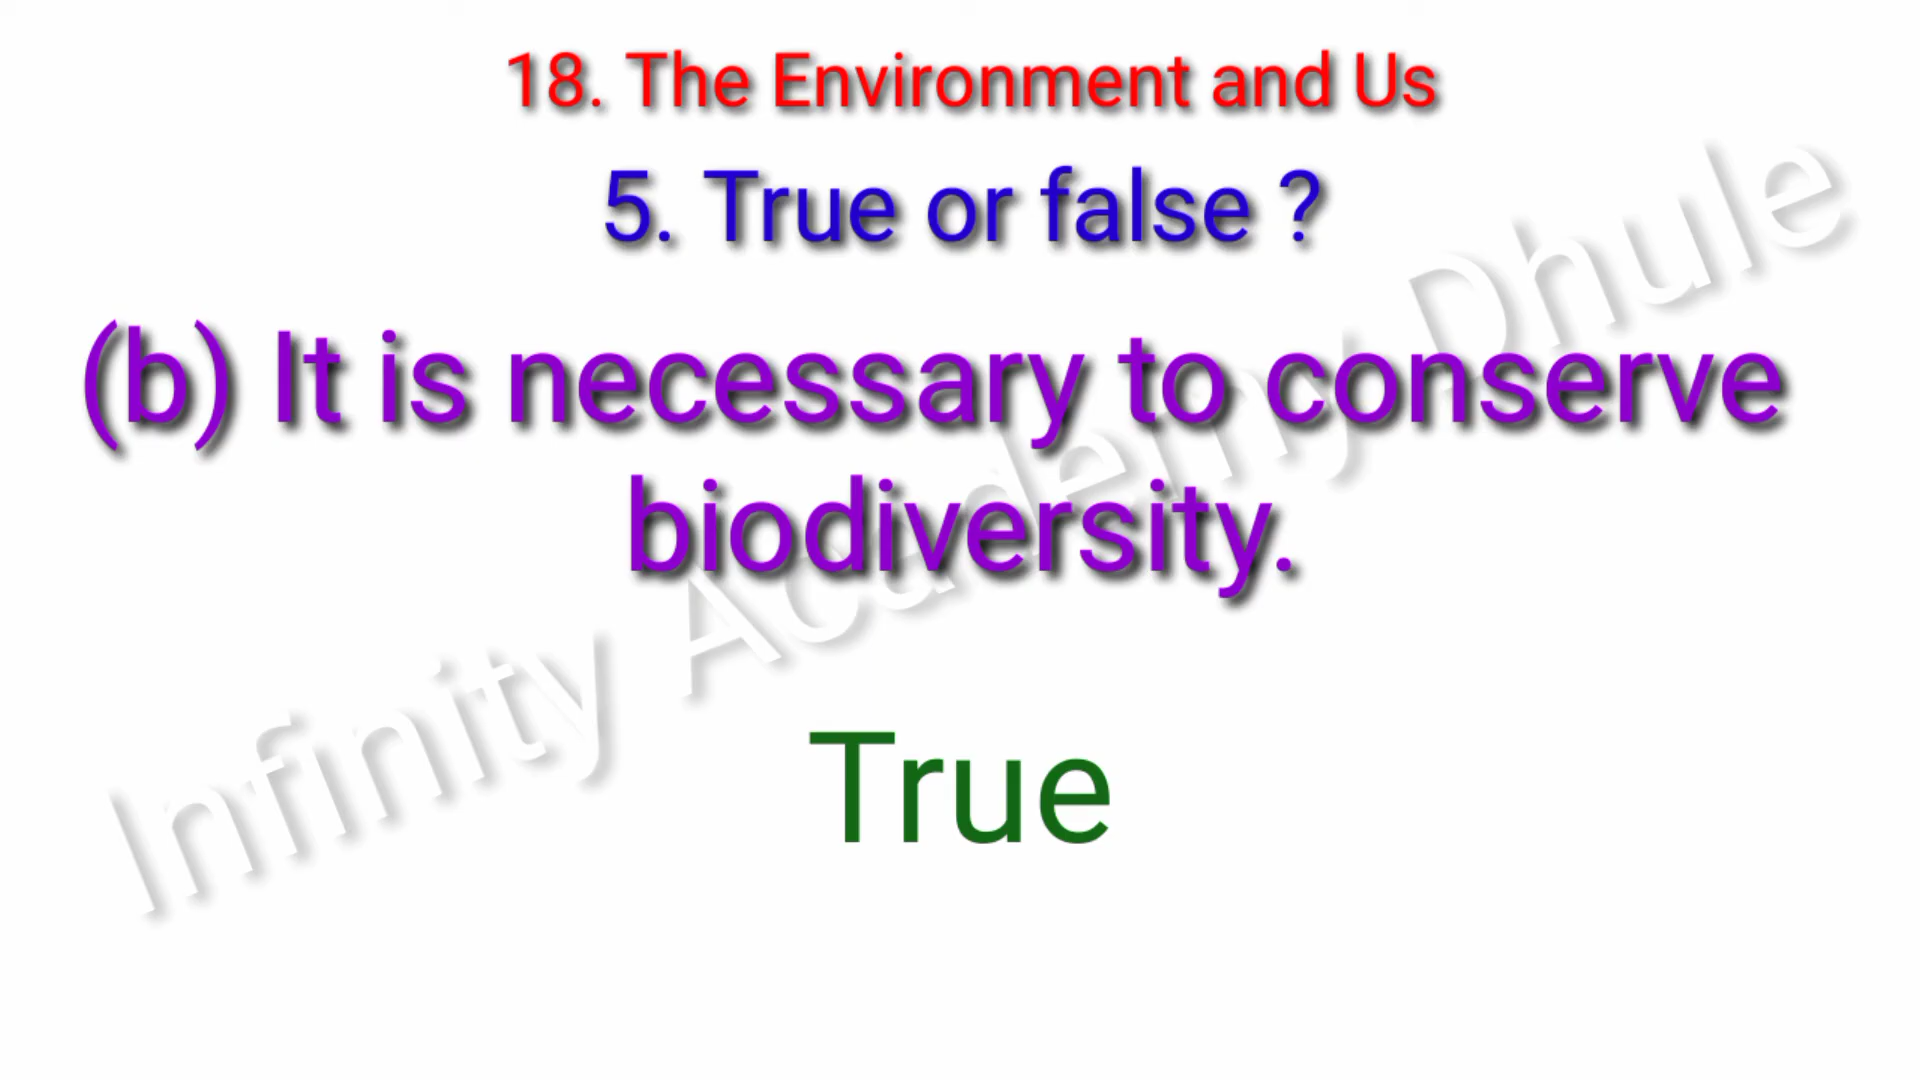 18. The Environment and Us
5. True or false ?
(b) It is necessary to conserve
biodiversity.
Infinity Academy Dhule
True